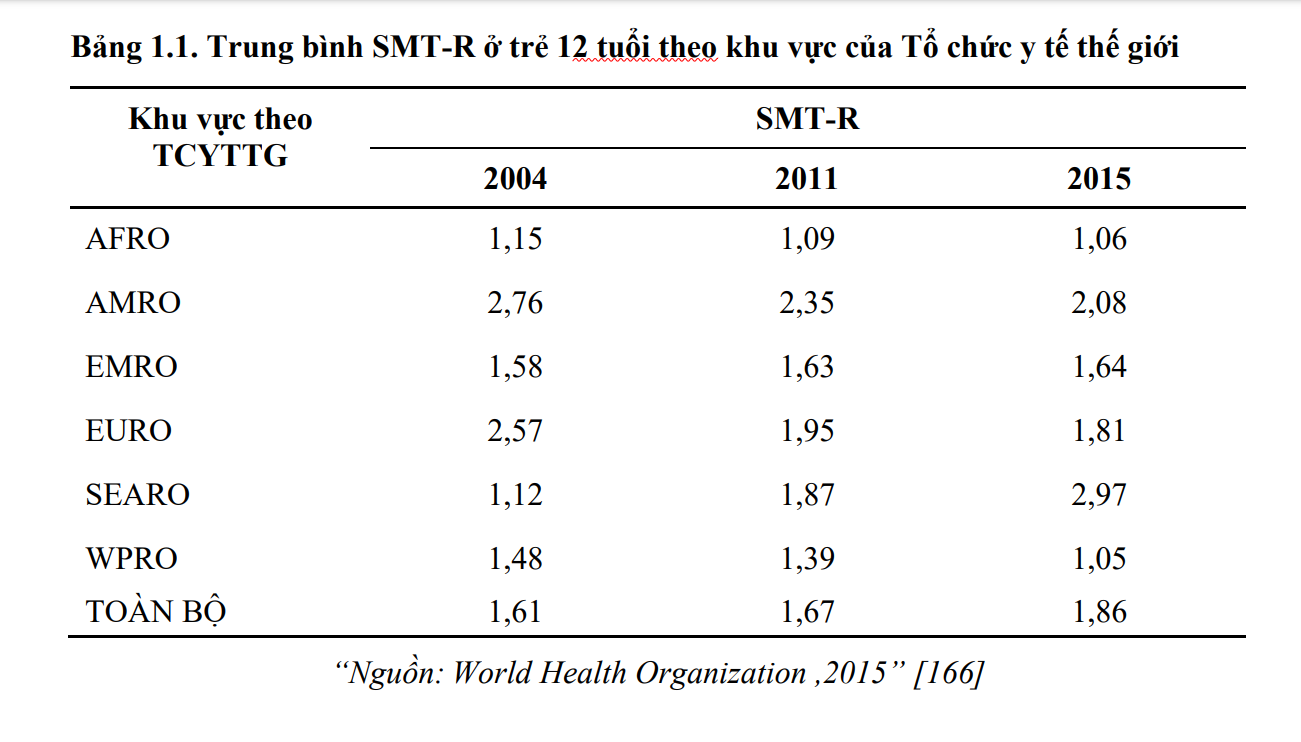 Bảng 1.1. Trung bình SMT-R ở trẻ 12 tuổi theo khu vực của Tổ chức y tế thế giới
Khu vực theo TCYTTG SMT-R
2004 2011 2015
AFRO 1,15 1,09 1,06
AMRO 2,76 2,35 2,08
EMRO 1,58 1,63 1,64
EURO 2,57 1,95 1,81
SEARO 1,12 1,87 2,97
WPRO 1,48 1,39 1,05
TOÀN BỘ 1,61 1,67 1,86
“Nguồn: World Health Organization ,2015” [166]